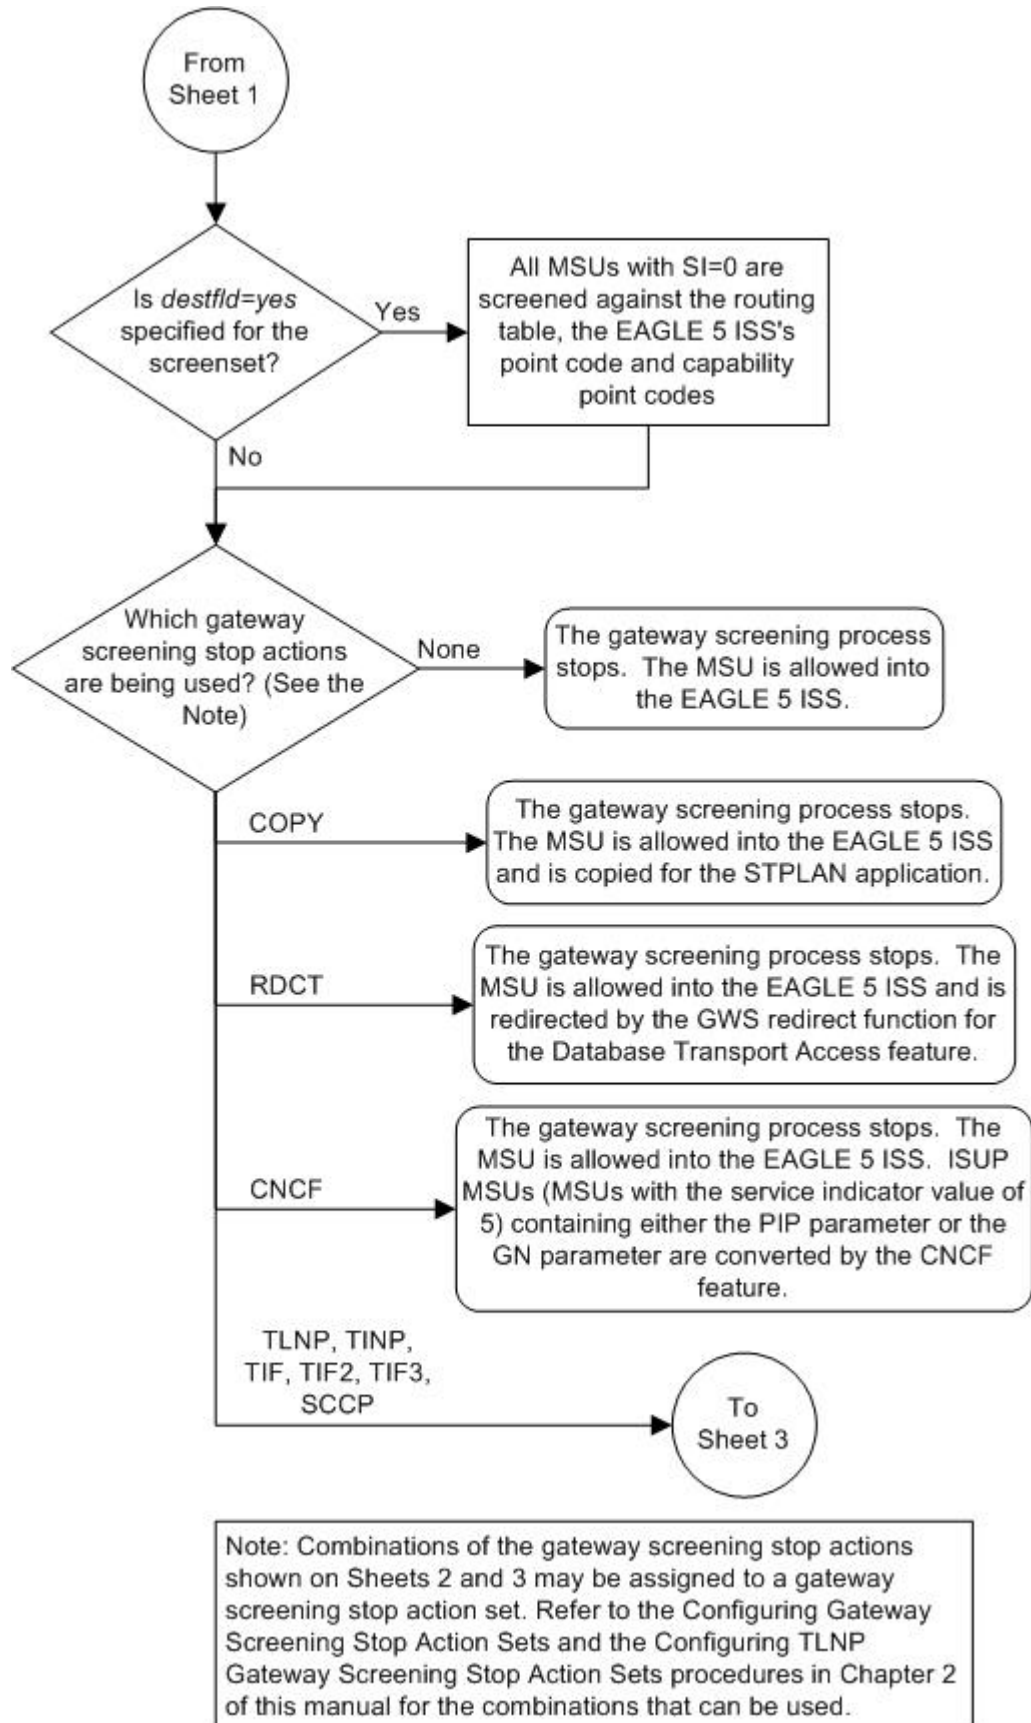 From
Sheet 1
Is destfld=yes
specified for the
screenset?
Yes
All MSUs with SI=0 are
screened against the routing
table, the EAGLE 5 ISS's
point code and capability
point codes
No
Which gateway
screening stop actions
are being used? (See the
Note)
None
The gateway screening process
stops. The MSU is allowed into
the EAGLE 5 ISS.
COPY
The gateway screening process stops.
The MSU is allowed into the EAGLE 5 ISS
and is copied for the STPLAN application.
RDCT
The gateway screening process stops. The
MSU is allowed into the EAGLE 5 ISS and is
redirected by the GWS redirect function for
the Database Transport Access feature.
CNCF
The gateway screening process stops. The
MSU is allowed into the EAGLE 5 ISS. ISUP
MSUs (MSUs with the service indicator value of
5) containing either the PIP parameter or the
GN parameter are converted by the CNCF
feature.
TLNP, TINP,
TIF, TIF2, TIF3,
SCCP
To
Sheet 3
Note: Combinations of the gateway screening stop actions
shown on Sheets 2 and 3 may be assigned to a gateway
screening stop action set. Refer to the Configuring Gateway
Screening Stop Action Sets and the Configuring TLNP
Gateway Screening Stop Action Sets procedures in Chapter 2
of this manual for the combinations that can be used.